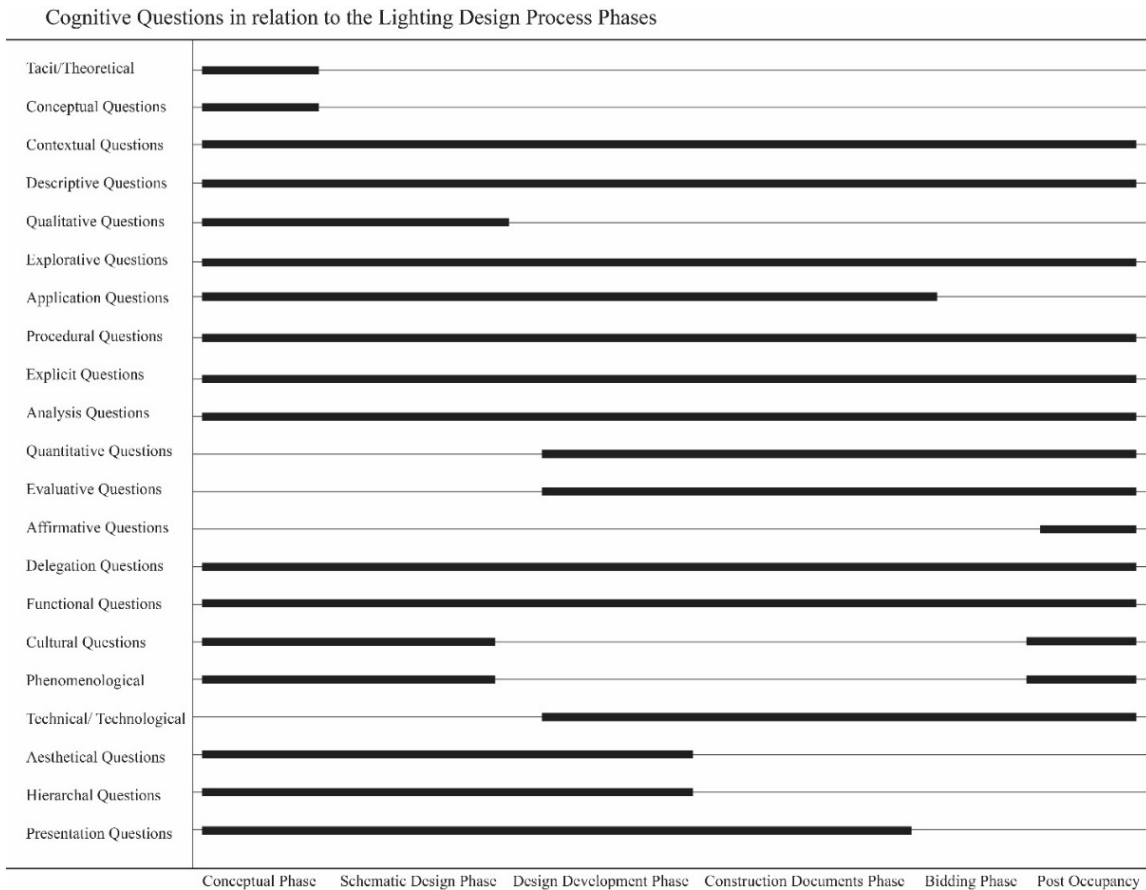 Cognitive Questions in relation to the Lighting Design Process Phases
Tacit/Theoretical
Conceptual Questions
Contextual Questions
Descriptive Questions
Qualitative Questions
Explorative Questions
Application Questions
Procedural Questions
Explicit Questions
Analysis Questions
Quantitative Questions
Evaluative Questions
Affirmative Questions
Delegation Questions
Functional Questions
Cultural Questions
Phenomenological
Technical/ Technological
Aesthetical Questions
Hierarchal Questions
Presentation Questions
Conceptual Phase Schematic Design Phase Design Development Phase Construction Documents Phase Bidding Phase Post Occupancy